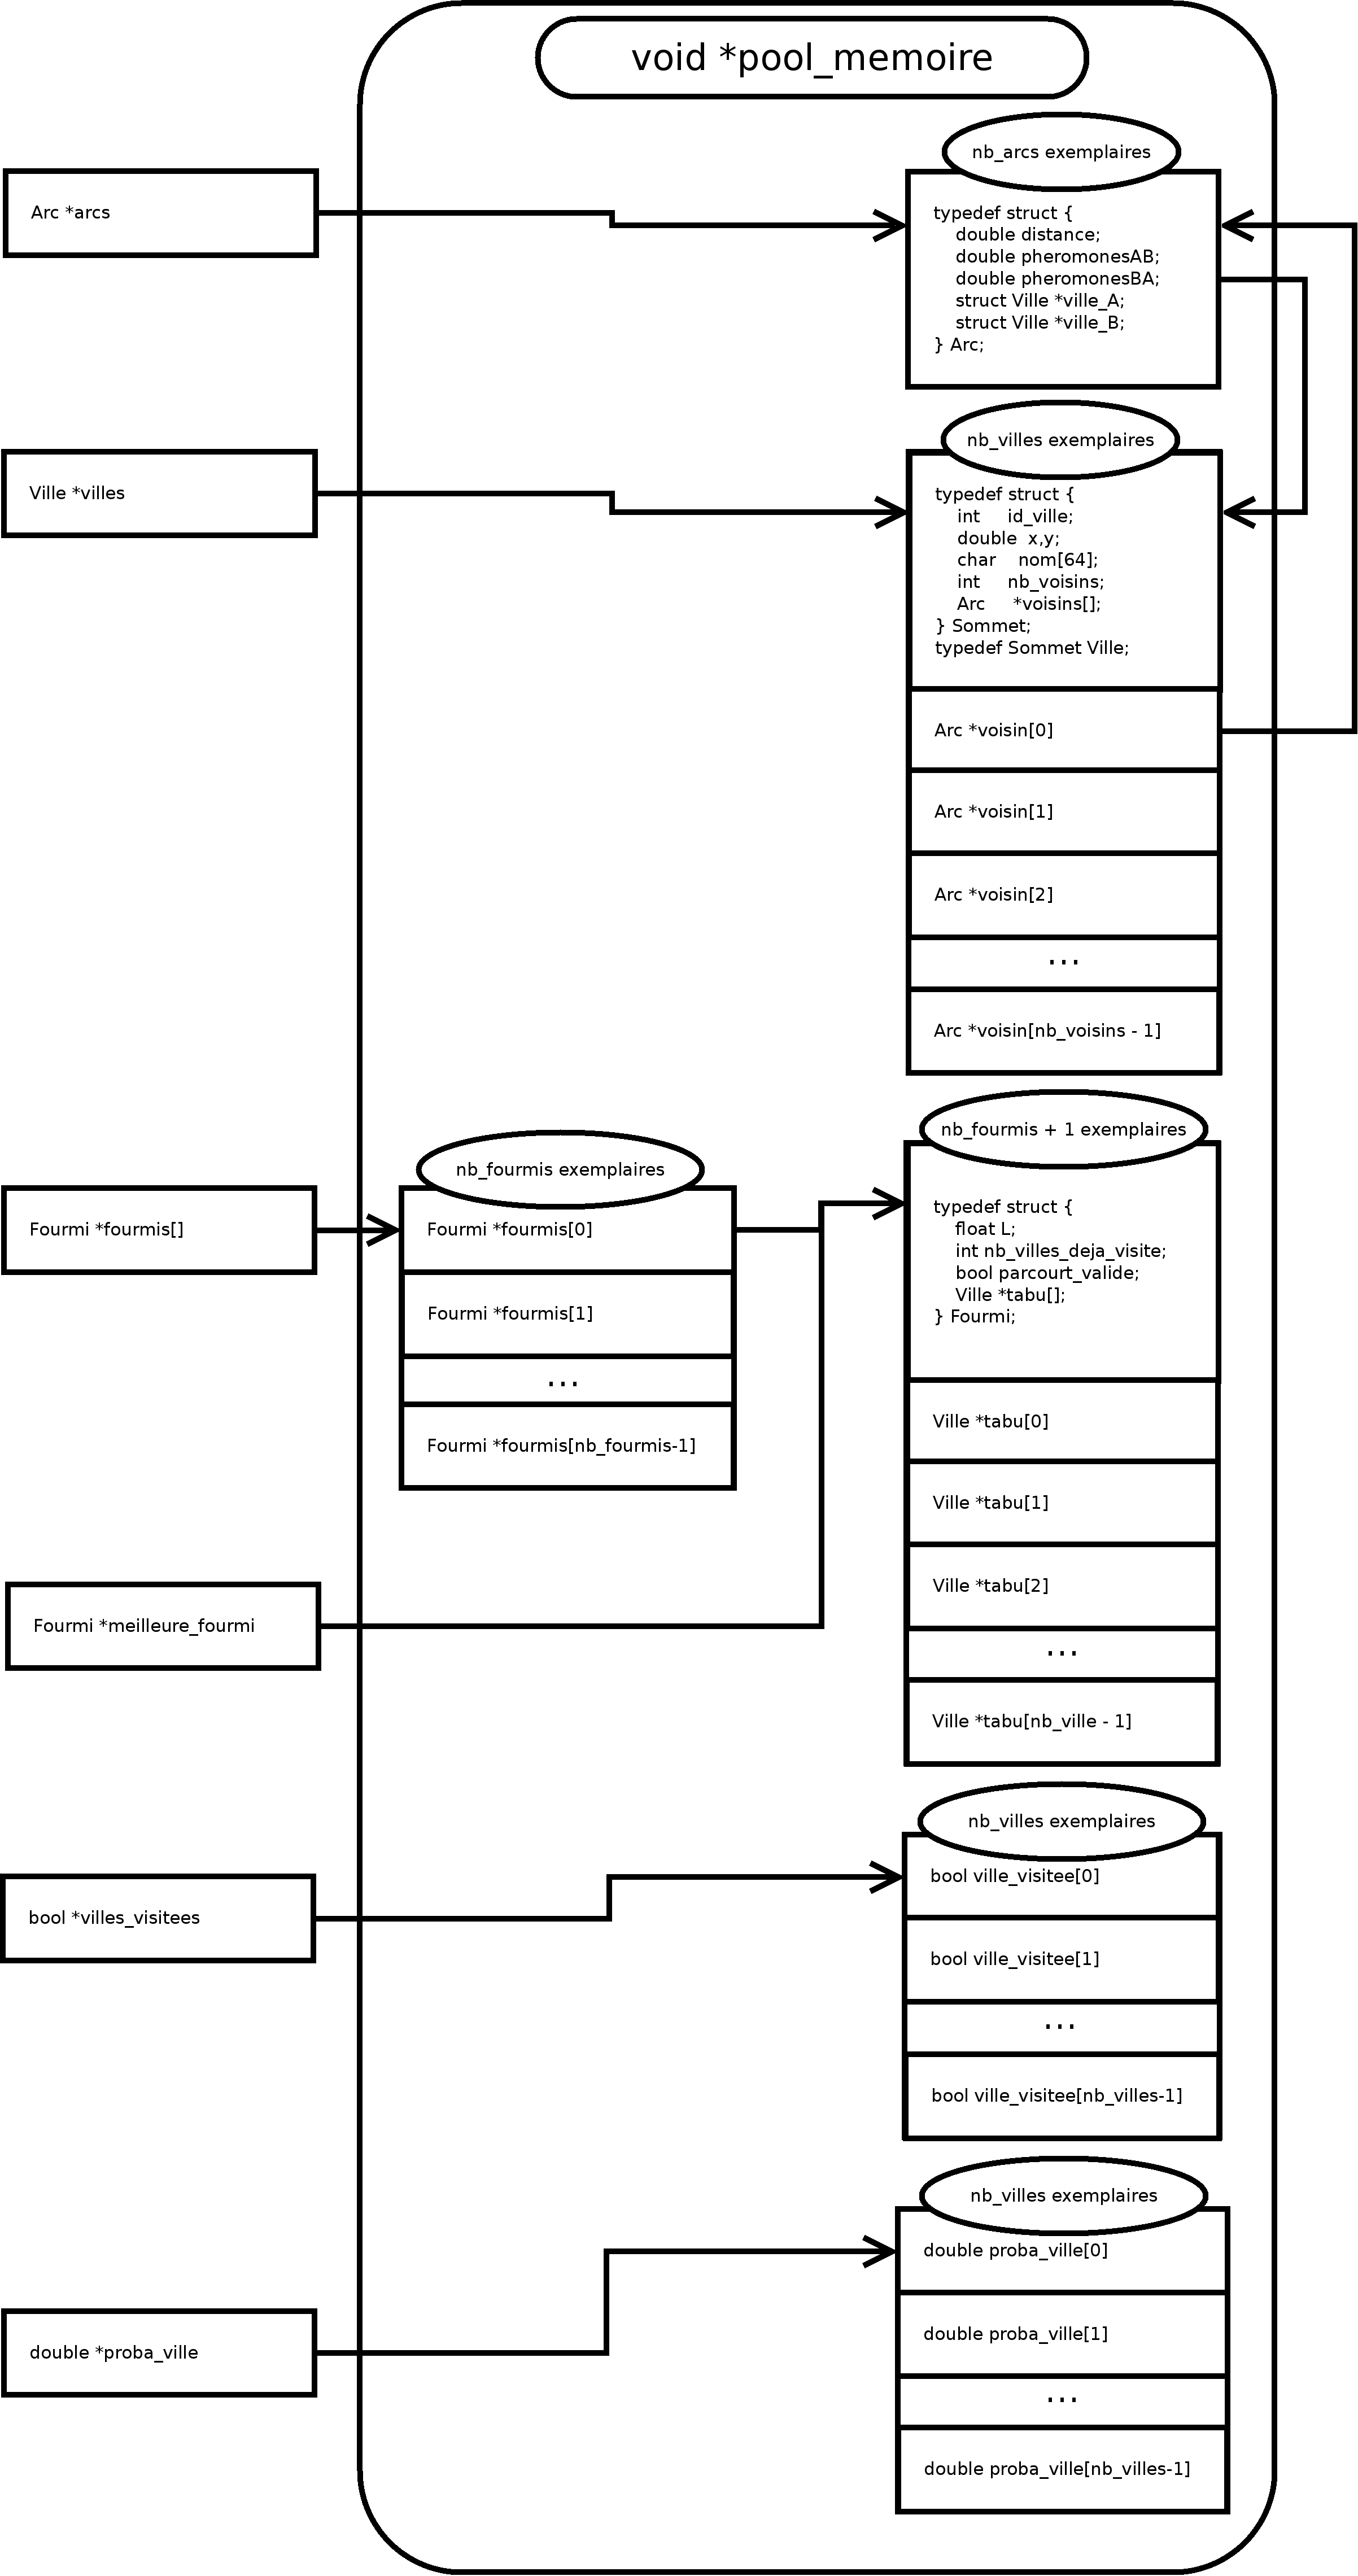 void *pool_memoire
nb_arcs exemplaires
Arc *arcs
typedef struct {
double distance;
double pheromonesAB;
double pheromonesBA;
struct Ville *ville_A;
struct Ville *ville_B;
} Arc;
nb_villes exemplaires
Ville *villes
typedef struct {
int id_ville;
double x,y;
char nom[64];
int nb_voisins;
Arc *voisins[];
} Sommet;
typedef Sommet Ville;
Arc *voisin[0]
Arc *voisin[1]
Arc *voisin[2]
...
Arc *voisin[nb_voisins - 1]
nb_fourmis + 1 exemplaires
nb_fourmis exemplaires
Fourmi *fourmis[]
Fourmi *fourmis[0]
Fourmi *fourmis[1]
...
Fourmi *fourmis[nb_fourmis-1]
typedef struct {
float L;
int nb_villes_deja_visite;
bool parcourt_valide;
Ville *tabu[];
} Fourmi;
Ville *tabu[0]
Ville *tabu[1]
Ville *tabu[2]
...
Ville *tabu[nb_ville - 1]
Fourmi *meilleure_fourmi
nb_villes exemplaires
bool *villes_visitees
bool ville_visitee[0]
bool ville_visitee[1]
...
bool ville_visitee[nb_villes-1]
nb_villes exemplaires
double *proba_ville
double proba_ville[0]
double proba_ville[1]
...
double proba_ville[nb_villes-1]